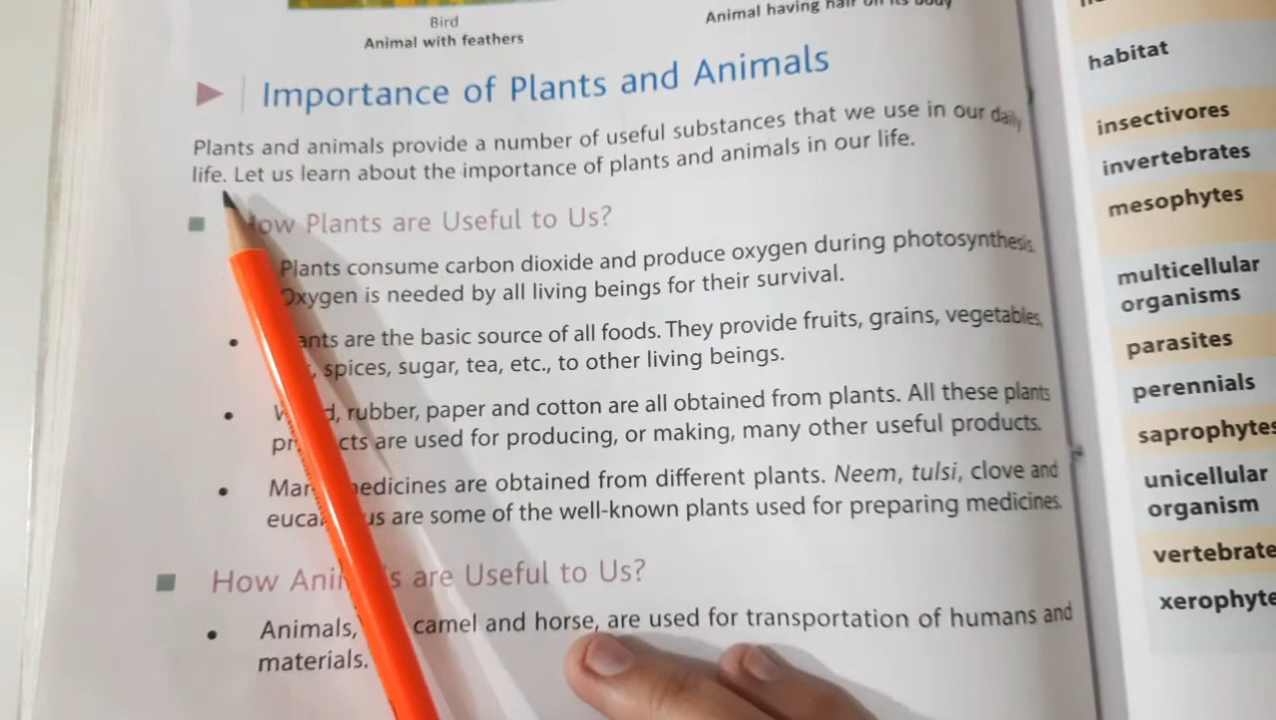 Bird
Animal with feathers
Animal having hair on its body
Importance of Plants and Animals
Plants and animals provide a number of useful substances that we use in our daily
life. Let us learn about the importance of plants and animals in our life.
How Plants are Useful to Us?
Plants consume carbon dioxide and produce oxygen during photosynthesis.
Oxygen is needed by all living beings for their survival.
are the basic source of all foods. They provide fruits, grains, vegetables,
spices, sugar, tea, etc., to other living beings.
rubber, paper and cotton are all obtained from plants. All these plants
are used for producing, or making, many other useful products.
medicines are obtained from different plants. Neem, tulsi, clove and
are some of the well-known plants used for preparing medicines.
How are Useful to Us?
Animals, camel and horse, are used for transportation of humans and
materials.
habitat
insectivores
invertebrates
mesophytes
multicellular
organisms
parasites
perennials
saprophytes
unicellular
organism
vertebrate
xerophyte